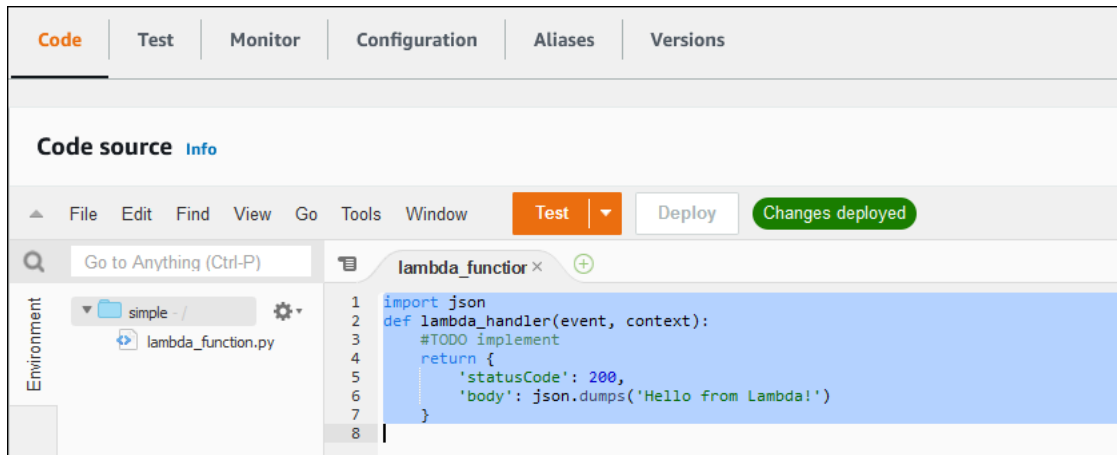 Code Test Monitor Configuration Aliases Versions
Code source Info
File Edit Find View Go Tools Window Test Deploy Changes deployed
Go to Anything (Ctrl-P) lambda_function ×
Environment
simple - /
lambda_function.py
1 import json
2 def lambda_handler(event, context):
3 #TODO implement
4 return {
5 'statusCode': 200,
6 'body': json.dumps('Hello from Lambda!')
7 }
8